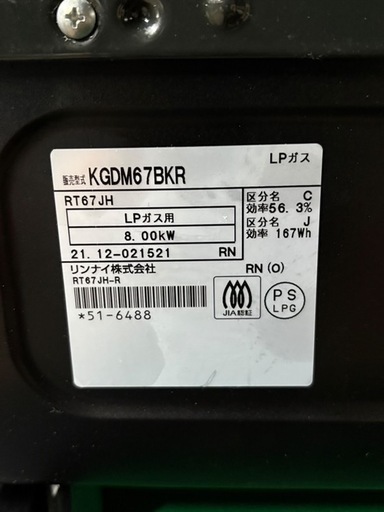 LPガス
販売型式 KGDM67BKR
RT67JH
LPガス用
8.00kW
区分名 C
効率56.3%
区分名 J
効率 167Wh
21.12-021521 RN
リンナイ株式会社
RN (O)
RT67JH-R
*51-6488
JIA認証
PS
LPG